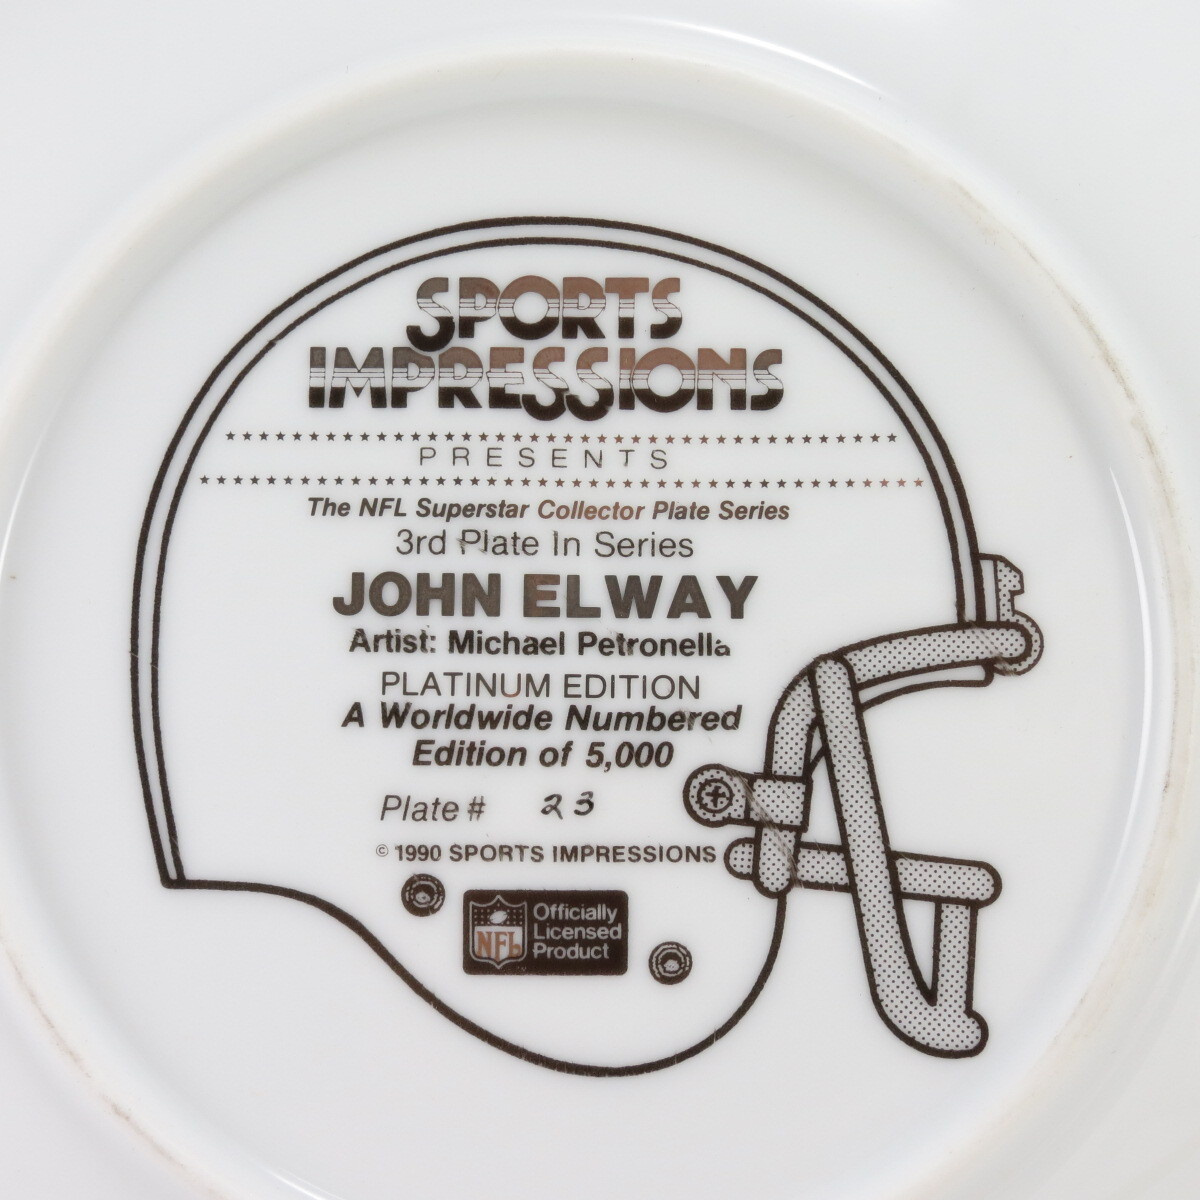 SPORTS
IMPRESSIONS
PRESENTS
The NFL Superstar Collector Plate Series
3rd Plate In Series
JOHN ELWAY
Artist: Michael Petronella
PLATINUM EDITION
A Worldwide Numbered
Edition of 5,000
Plate # 23
© 1990 SPORTS IMPRESSIONS
NFL
Officially
Licensed
Product